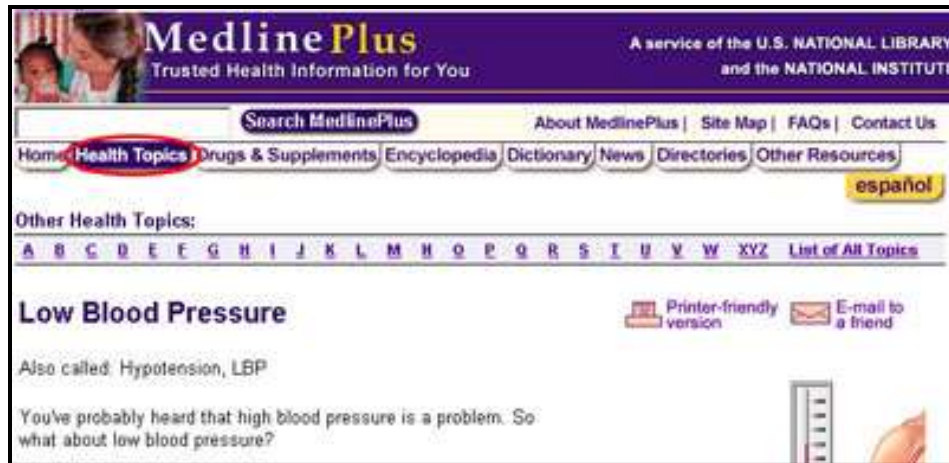 Medline Plus
Trusted Health Information for You
A service of the U.S. NATIONAL LIBRARY
and the NATIONAL INSTITUTE
Search MedlinePlus
About MedlinePlus | Site Map | FAQs | Contact Us
Home Health Topics Drugs & Supplements Encyclopedia Dictionary News Directories Other Resources
español
Other Health Topics:
A B C D E F G H I J K L M N O P Q R S T U V W XYZ List of All Topics
Low Blood Pressure
Printer-friendly
version
E-mail to
a friend
Also called: Hypotension, LBP
You've probably heard that high blood pressure is a problem. So
what about low blood pressure?